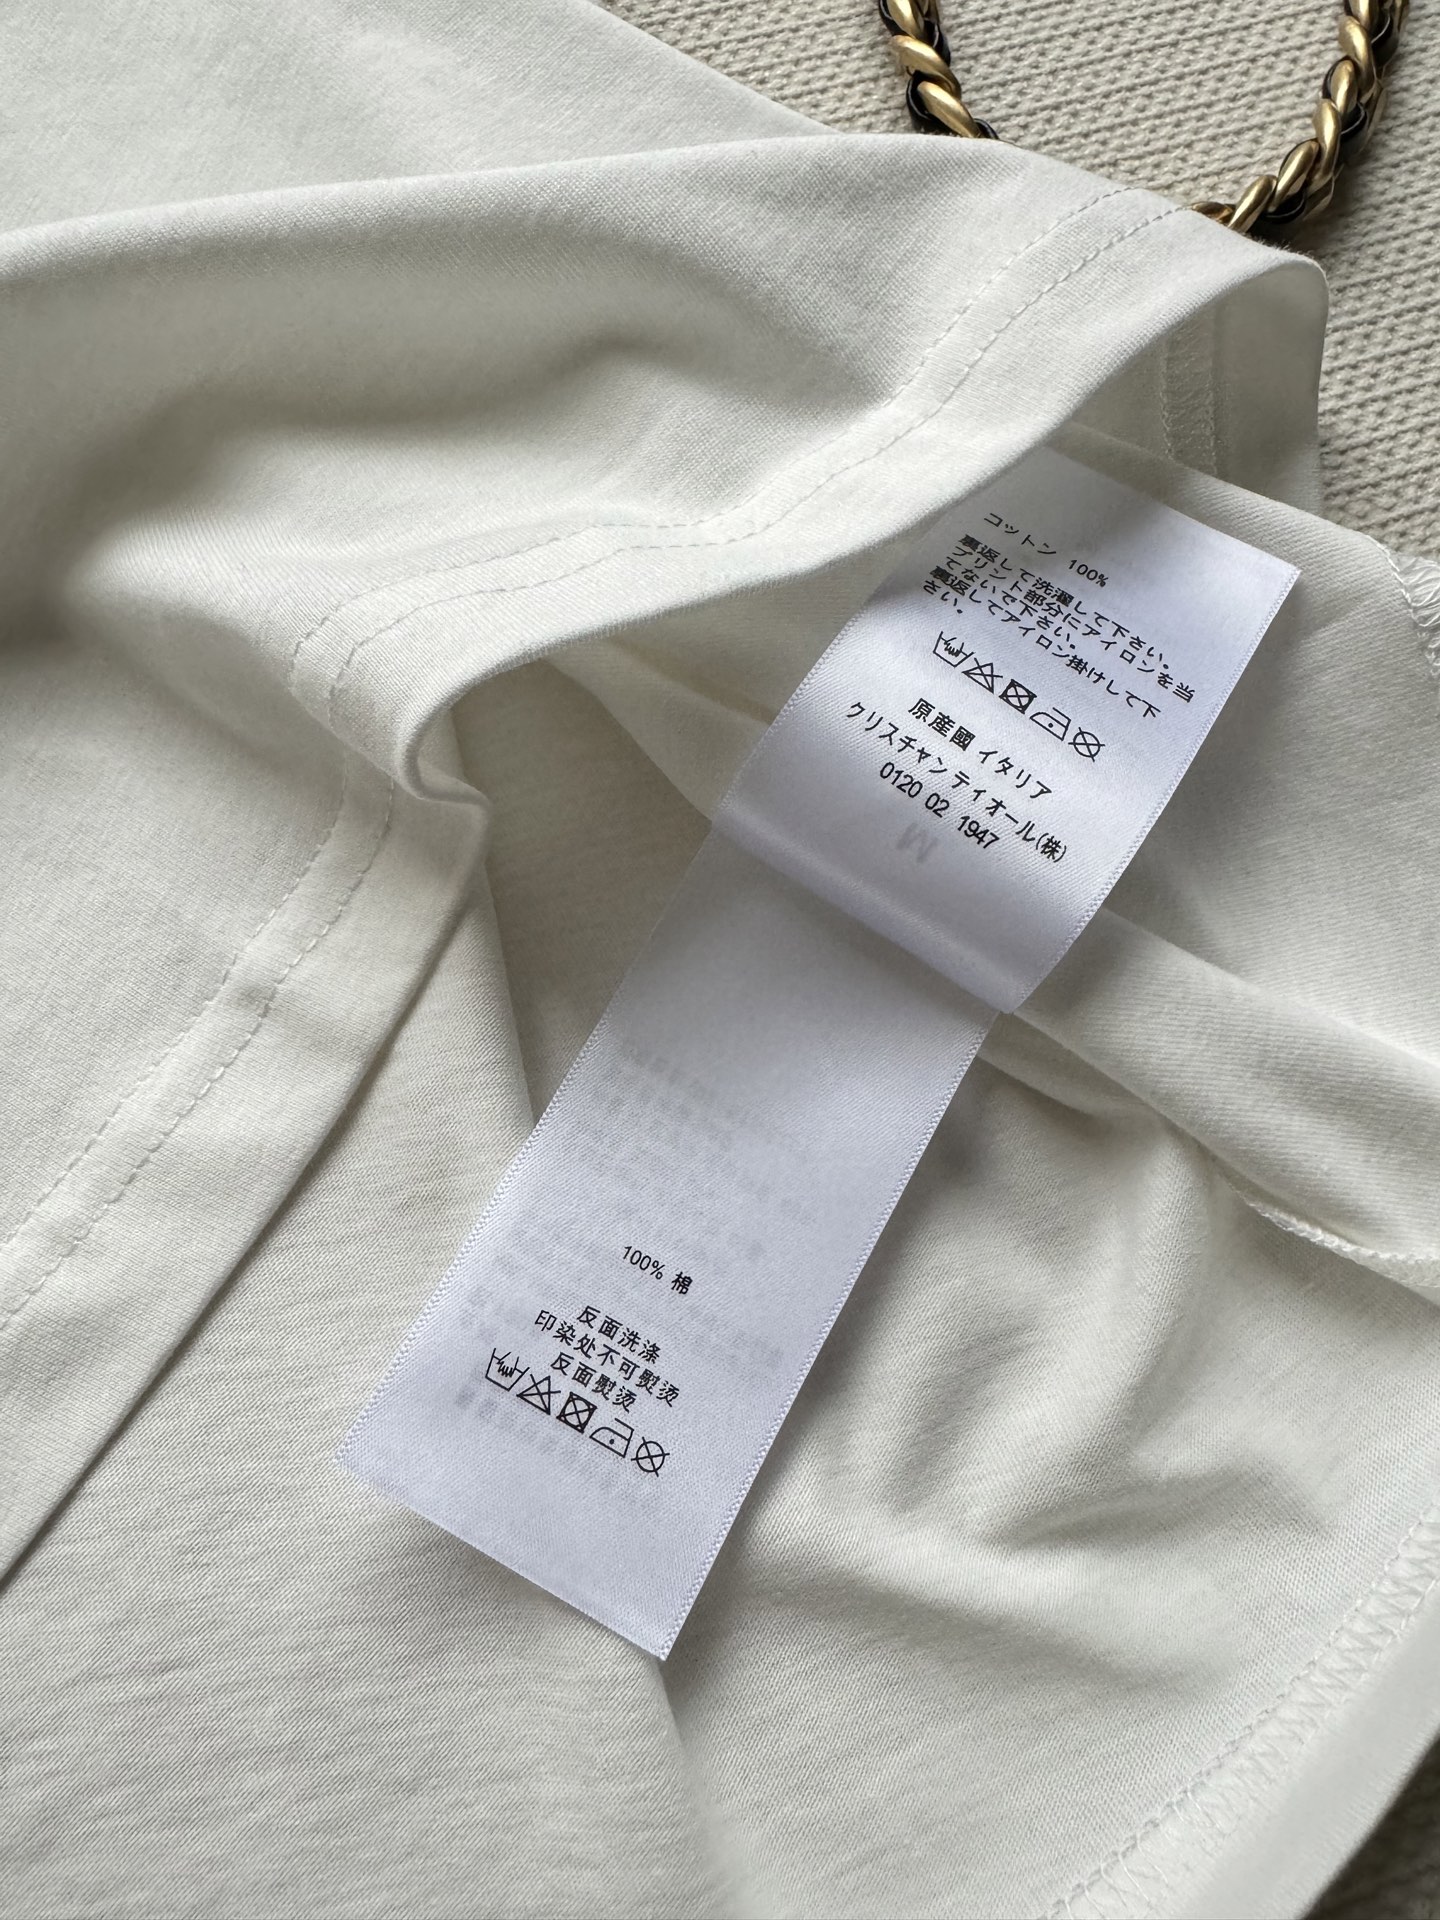 コットン 100%
裏返して洗濯して下さい。
プリント部分にアイロンを当
てないで下さい。
裏返してアイロン掛けして下
さい。
原産國 イタリア
クリスチャンディオール(株)
0120 02 1947
M
100% 棉
反面洗涤
印染处不可熨烫
反面熨烫